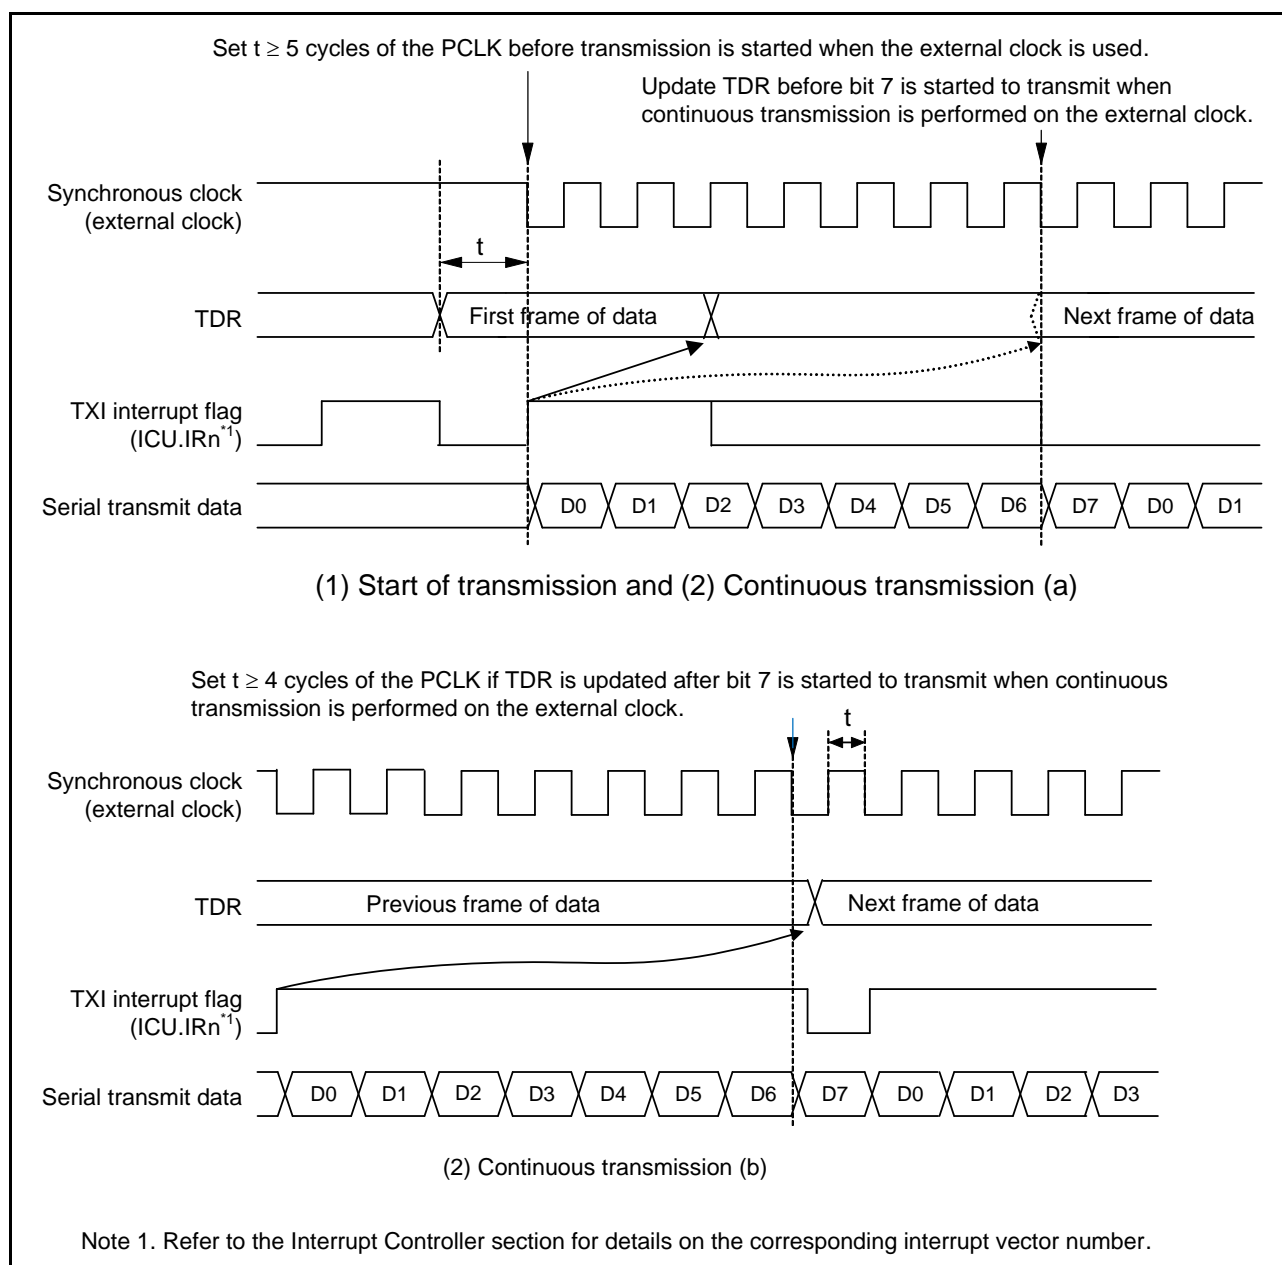 Set t ≥ 5 cycles of the PCLK before transmission is started when the external clock is used.
Update TDR before bit 7 is started to transmit when
continuous transmission is performed on the external clock.
Synchronous clock
(external clock)
t
TDR
First frame of data
Next frame of data
TXI interrupt flag
(ICU.IRn*1)
Serial transmit data
D0 D1 D2 D3 D4 D5 D6 D7 D0 D1
(1) Start of transmission and (2) Continuous transmission (a)
Set t ≥ 4 cycles of the PCLK if TDR is updated after bit 7 is started to transmit when continuous
transmission is performed on the external clock.
t
Synchronous clock
(external clock)
TDR
Previous frame of data
Next frame of data
TXI interrupt flag
(ICU.IRn*1)
Serial transmit data
D0 D1 D2 D3 D4 D5 D6 D7 D0 D1 D2 D3
(2) Continuous transmission (b)
Note 1. Refer to the Interrupt Controller section for details on the corresponding interrupt vector number.